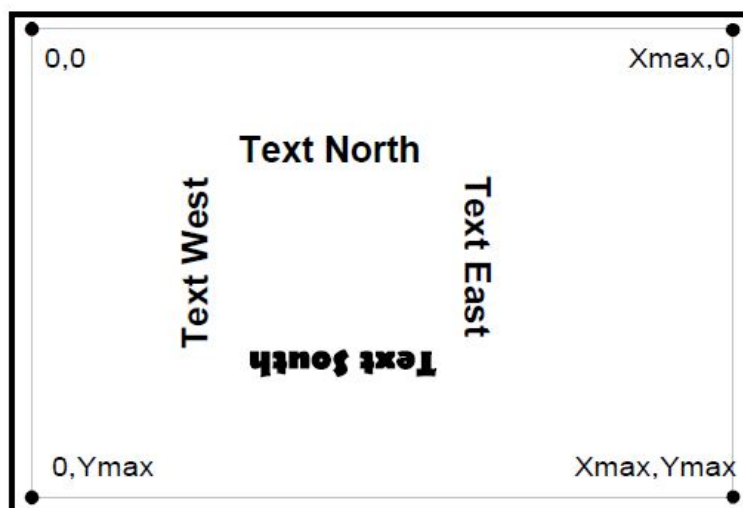 0,0
Xmax,0
Text North
Text West
Text East
Text South
0,Ymax
Xmax,Ymax